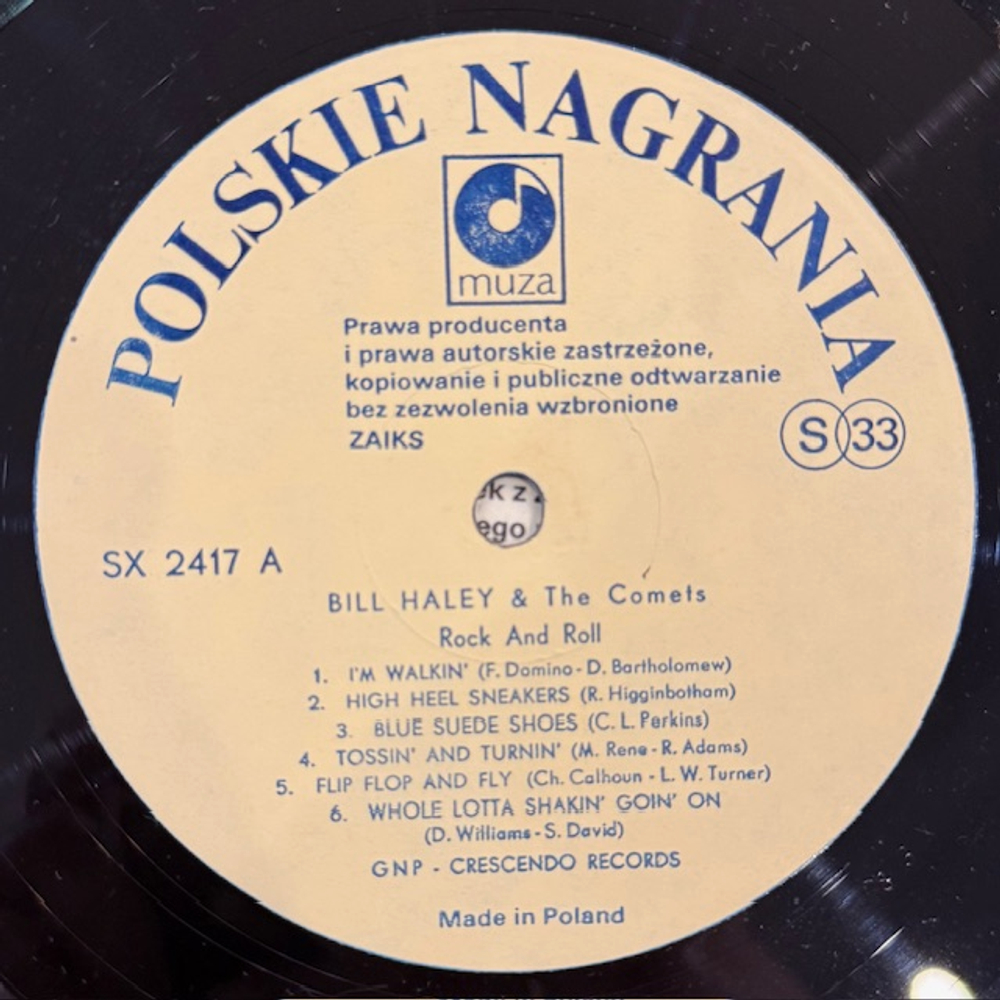 POLSKIE NAGRANIA
muza
Prawa producenta
i prawa autorskie zastrzeżone,
kopiowanie i publiczne odtwarzanie
bez zezwolenia wzbronione
ZAIKS
S 33
k z
ego
SX 2417 A
BILL HALEY & The Comets
Rock And Roll
1. I'M WALKIN' (F. Domino - D. Bartholomew)
2. HIGH HEEL SNEAKERS (R. Higginbotham)
3. BLUE SUEDE SHOES (C. L. Perkins)
4. TOSSIN' AND TURNIN' (M. Rene - R. Adams)
5. FLIP FLOP AND FLY (Ch. Calhoun - L. W. Turner)
6. WHOLE LOTTA SHAKIN' GOIN' ON
(D. Williams - S. David)
GNP - CRESCENDO RECORDS
Made in Poland